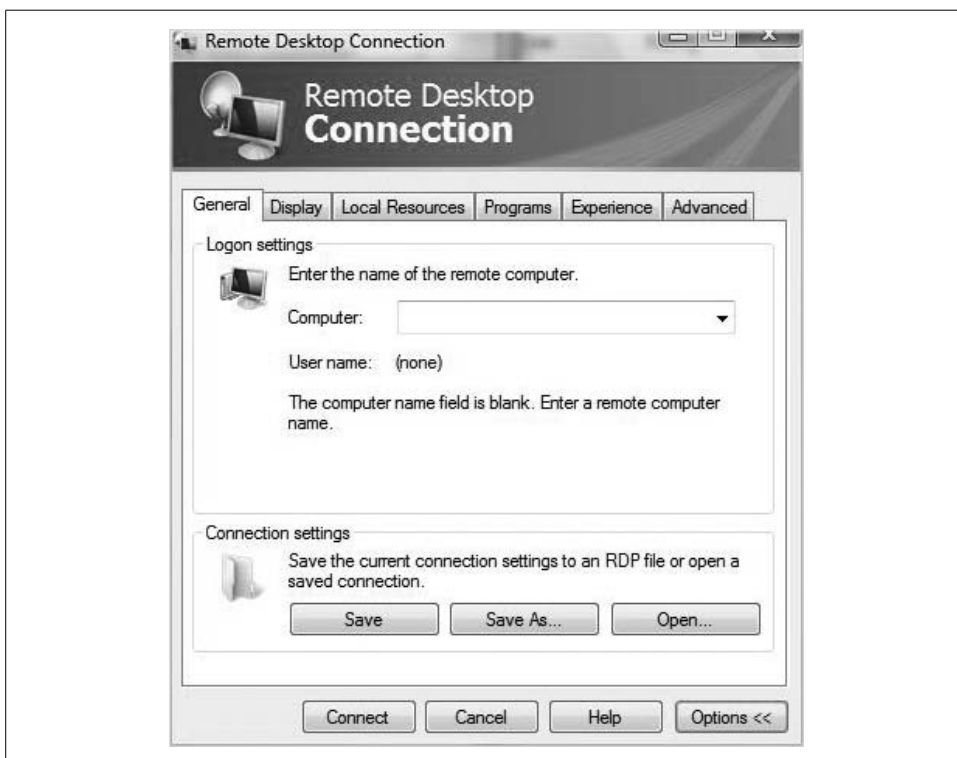 Remote Desktop Connection
Remote Desktop
Connection
General Display Local Resources Programs Experience Advanced
Logon settings
Enter the name of the remote computer.
Computer:
User name: (none)
The computer name field is blank. Enter a remote computer
name.
Connection settings
Save the current connection settings to an RDP file or open a
saved connection.
Save Save As... Open...
Connect Cancel Help Options <<